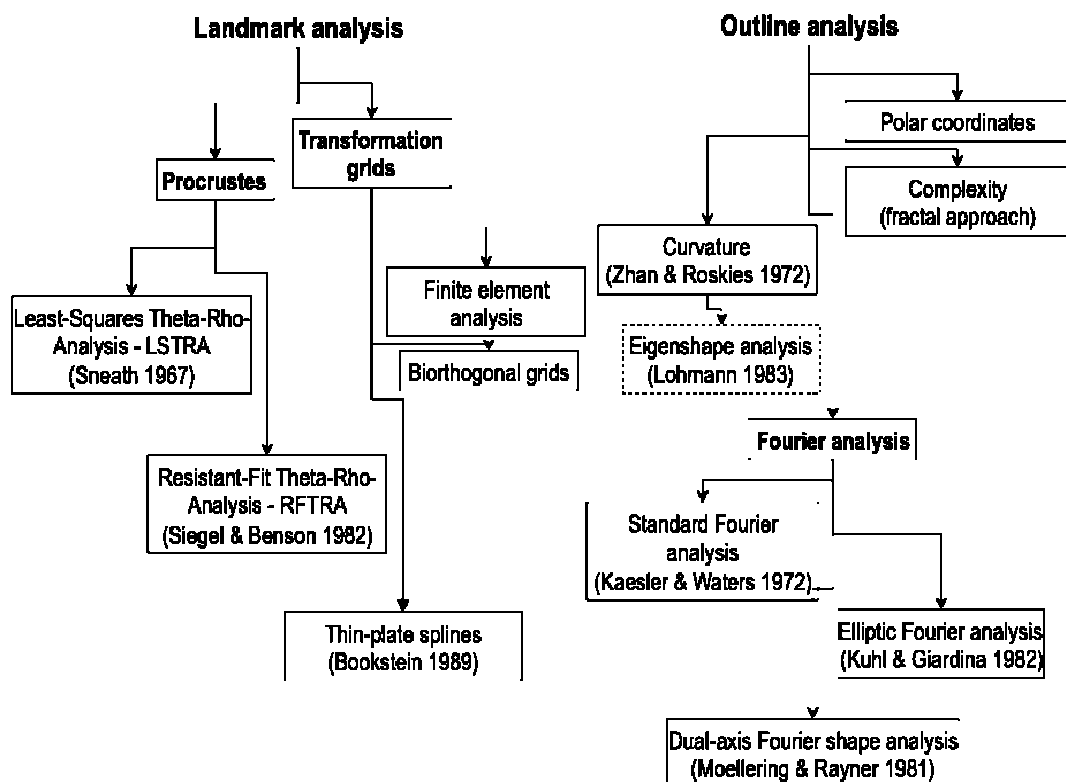 Landmark analysis
Transformation
grids
Procrustes
Finite element
analysis
Least-Squares Theta-Rho-
Analysis - LSTRA
(Sneath 1967)
Biorthogonal grids
Resistant-Fit Theta-Rho-
Analysis - RFTRA
(Siegel & Benson 1982)
Thin-plate splines
(Bookstein 1989)
Outline analysis
Polar coordinates
Complexity
(fractal approach)
Curvature
(Zhan & Roskies 1972)
Eigenshape analysis
(Lohmann 1983)
Fourier analysis
Standard Fourier
analysis
(Kaesler & Waters 1972)
Elliptic Fourier analysis
(Kuhl & Giardina 1982)
Dual-axis Fourier shape analysis
(Moellering & Rayner 1981)